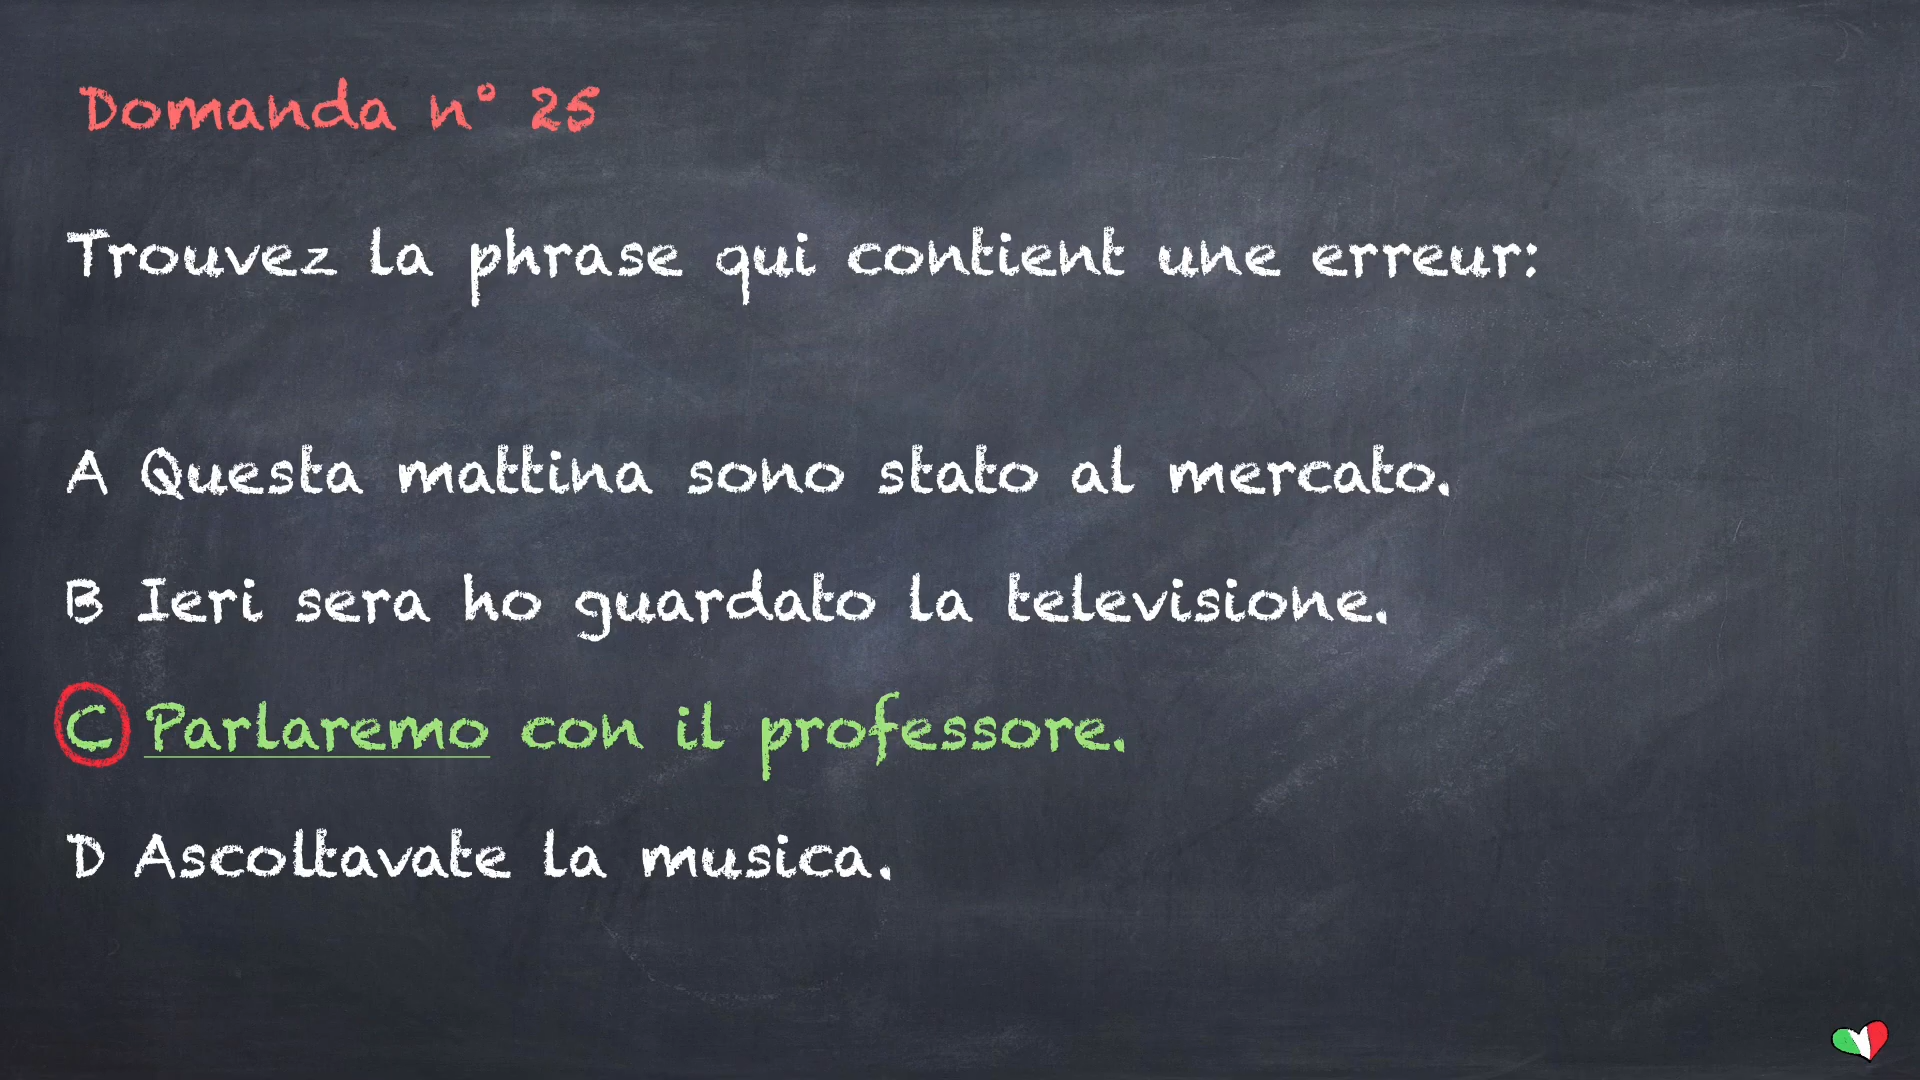 Domanda n° 25
Trouvez la phrase qui contient une erreur:
A Questa mattina sono stato al mercato.
B Ieri sera ho guardato la televisione.
C Parlaremo con il professore.
D Ascoltavate la musica.